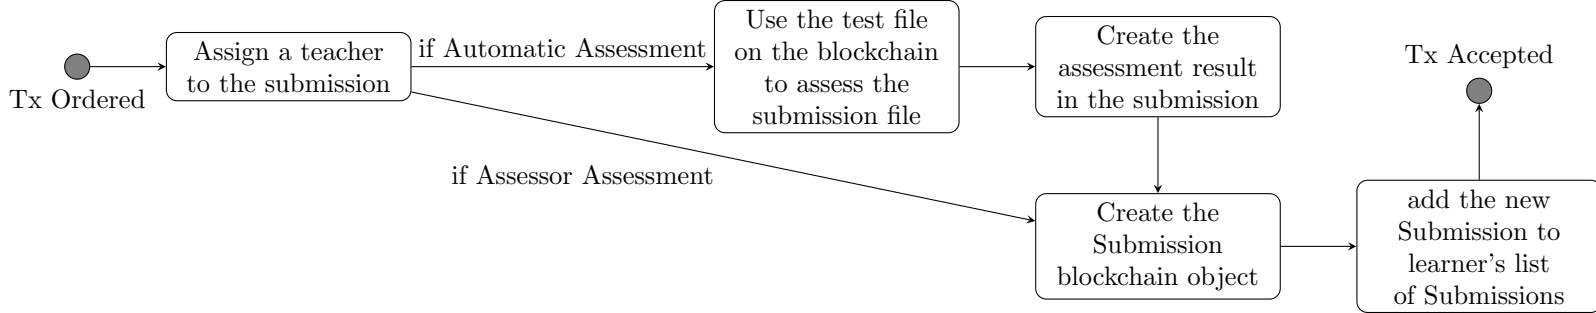 Tx Ordered
Assign a teacher
to the submission
if Automatic Assessment
if Assessor Assessment
Use the test file
on the blockchain
to assess the
submission file
Create the
assessment result
in the submission
Create the
Submission
blockchain object
add the new
Submission to
learner's list
of Submissions
Tx Accepted